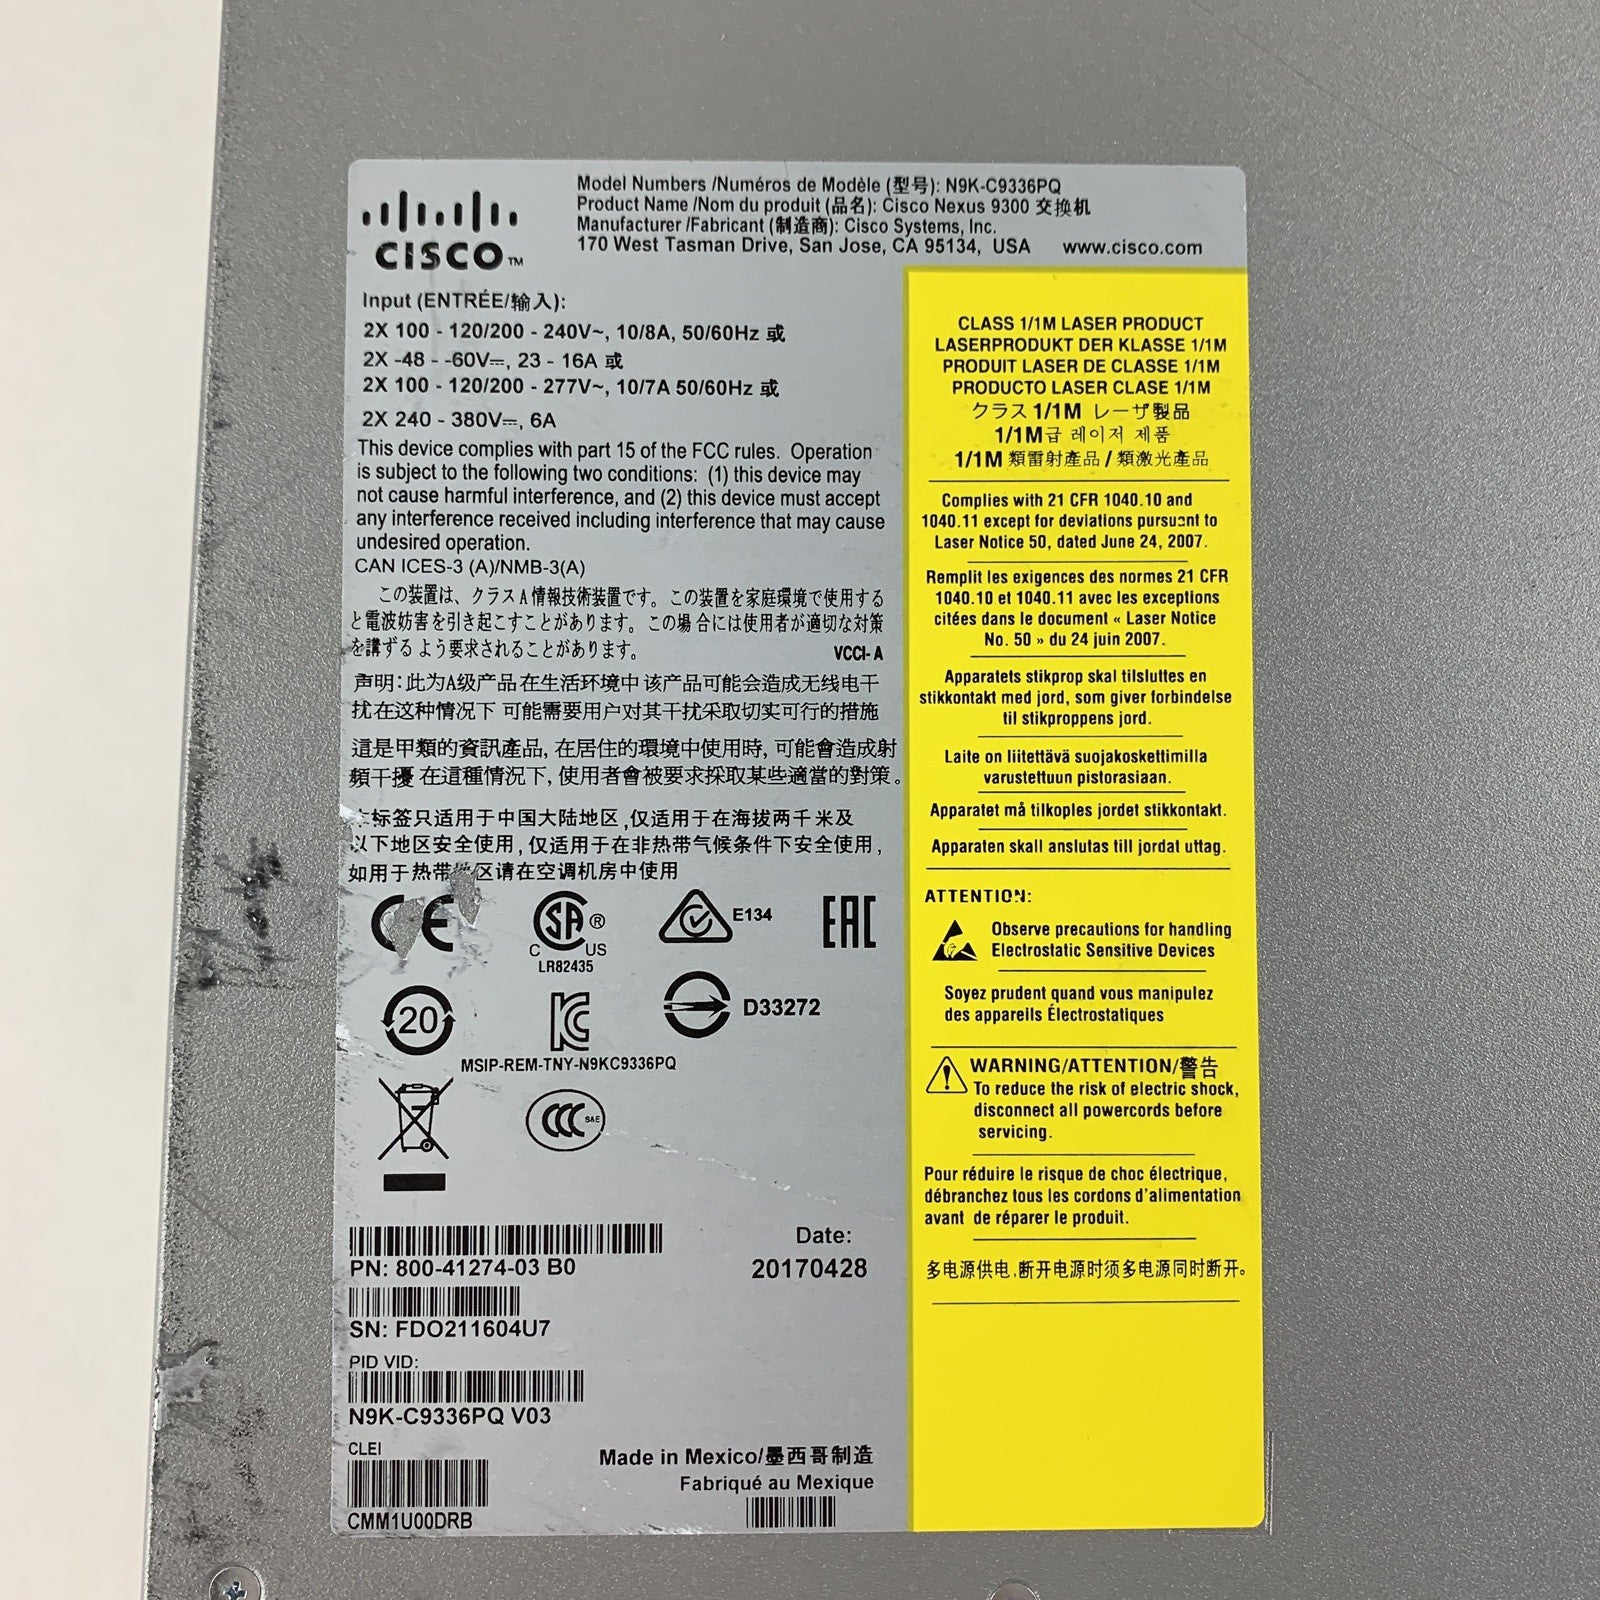 CISCO™
Model Numbers /Numéros de Modèle (型号): N9K-C9336PQ
Product Name /Nom du produit (品名): Cisco Nexus 9300 交换机
Manufacturer /Fabricant (制造商): Cisco Systems, Inc.
170 West Tasman Drive, San Jose, CA 95134, USA www.cisco.com
Input (ENTRÉE/输入):
2X 100 - 120/200 - 240V~, 10/8A, 50/60Hz 或
2X -48 - -60V⎓, 23 - 16A 或
2X 100 - 120/200 - 277V~, 10/7A 50/60Hz 或
2X 240 - 380V⎓, 6A
This device complies with part 15 of the FCC rules. Operation
is subject to the following two conditions: (1) this device may
not cause harmful interference, and (2) this device must accept
any interference received including interference that may cause
undesired operation.
CAN ICES-3 (A)/NMB-3(A)
この装置は、クラスA情報技術装置です。この装置を家庭環境で使用する
と電波妨害を引き起こすことがあります。この場合には使用者が適切な対策
を講ずるよう要求されることがあります。 VCCI-A
声明:此为A级产品在生活环境中该产品可能会造成无线电干
扰在这种情况下可能需要用户对其干扰采取切实可行的措施
這是甲類的資訊產品, 在居住的環境中使用時, 可能會造成射
頻干擾 在這種情況下, 使用者會被要求採取某些適當的對策。
本标签只适用于中国大陆地区,仅适用于在海拔两千米及
以下地区安全使用,仅适用于在非热带气候条件下安全使用,
如用于热带地区请在空调机房中使用
CE
SA ®
C US
LR82435
E134
EAC
20
KC
D33272
MSIP-REM-TNY-N9KC9336PQ
CCC S&E
PN: 800-41274-03 B0
Date:
20170428
SN: FDO211604U7
PID VID:
N9K-C9336PQ V03
CLEI
CMM1U00DRB
Made in Mexico/墨西哥制造
Fabriqué au Mexique
CLASS 1/1M LASER PRODUCT
LASERPRODUKT DER KLASSE 1/1M
PRODUIT LASER DE CLASSE 1/1M
PRODUCTO LASER CLASE 1/1M
クラス 1/1M レーザ製品
1/1M급 레이저 제품
1/1M 類雷射產品 / 類激光產品
Complies with 21 CFR 1040.10 and
1040.11 except for deviations pursuant to
Laser Notice 50, dated June 24, 2007.
Remplit les exigences des normes 21 CFR
1040.10 et 1040.11 avec les exceptions
citées dans le document « Laser Notice
No. 50 » du 24 juin 2007.
Apparatets stikprop skal tilsluttes en
stikkontakt med jord, som giver forbindelse
til stikproppens jord.
Laite on liitettävä suojakoskettimilla
varustettuun pistorasiaan.
Apparatet må tilkoples jordet stikkontakt.
Apparaten skall anslutas till jordat uttag.
ATTENTION:
Observe precautions for handling
Electrostatic Sensitive Devices
Soyez prudent quand vous manipulez
des appareils Électrostatiques
WARNING/ATTENTION/警告
To reduce the risk of electric shock,
disconnect all powercords before
servicing.
Pour réduire le risque de choc électrique,
débranchez tous les cordons d'alimentation
avant de réparer le produit.
多电源供电,断开电源时须多电源同时断开。